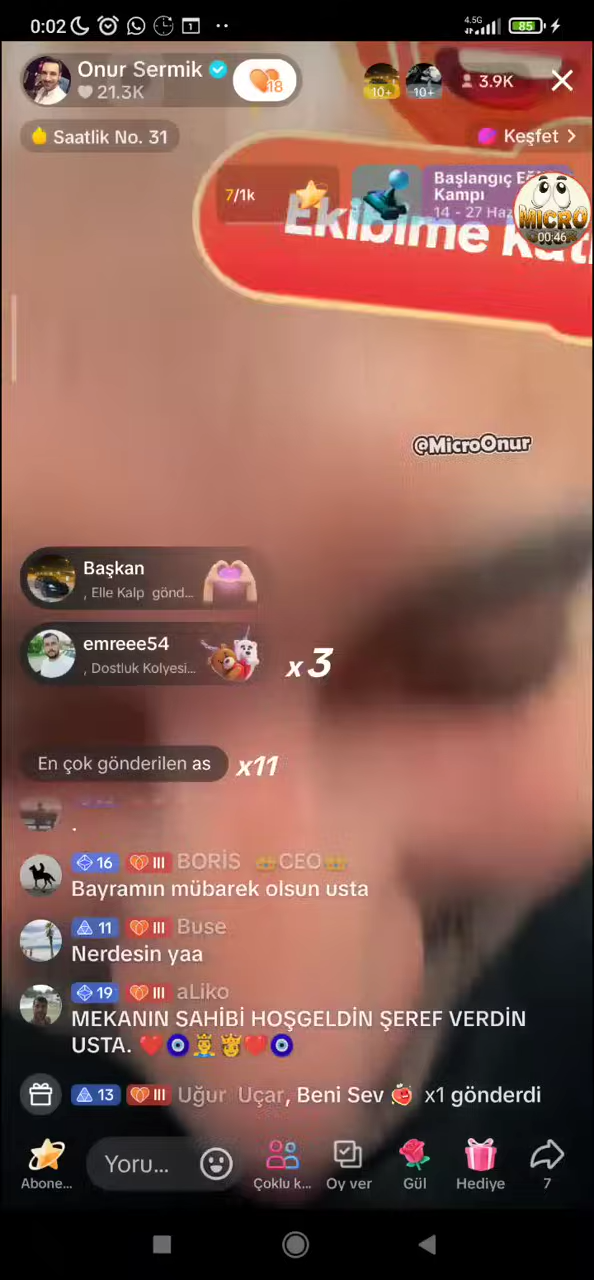 0:02
4.5G
85
Onur Sermik
21.3K
18
10+
10+
3.9K
Saatlik No. 31
Keşfet
7/1k
Başlangıç Eğ
Kampı
14 - 27 Haz
MICRO
00:46
Ekibime Katı
@MicroOnur
Başkan
, Elle Kalp gönd...
emreee54
, Dostluk Kolyesi...
x3
En çok gönderilen as
x11
.
16 III BORİS 👑CEO👑
Bayramın mübarek olsun usta
11 III Buse
Nerdesin yaa
19 III aLiko
MEKANIN SAHİBİ HOŞGELDİN ŞEREF VERDİN
USTA. ❤️🧿🤴🤴❤️🧿
13 III Uğur Uçar, Beni Sev x1 gönderdi
Yoru...
Abone...
Çoklu k...
Oy ver
Gül
Hediye
7